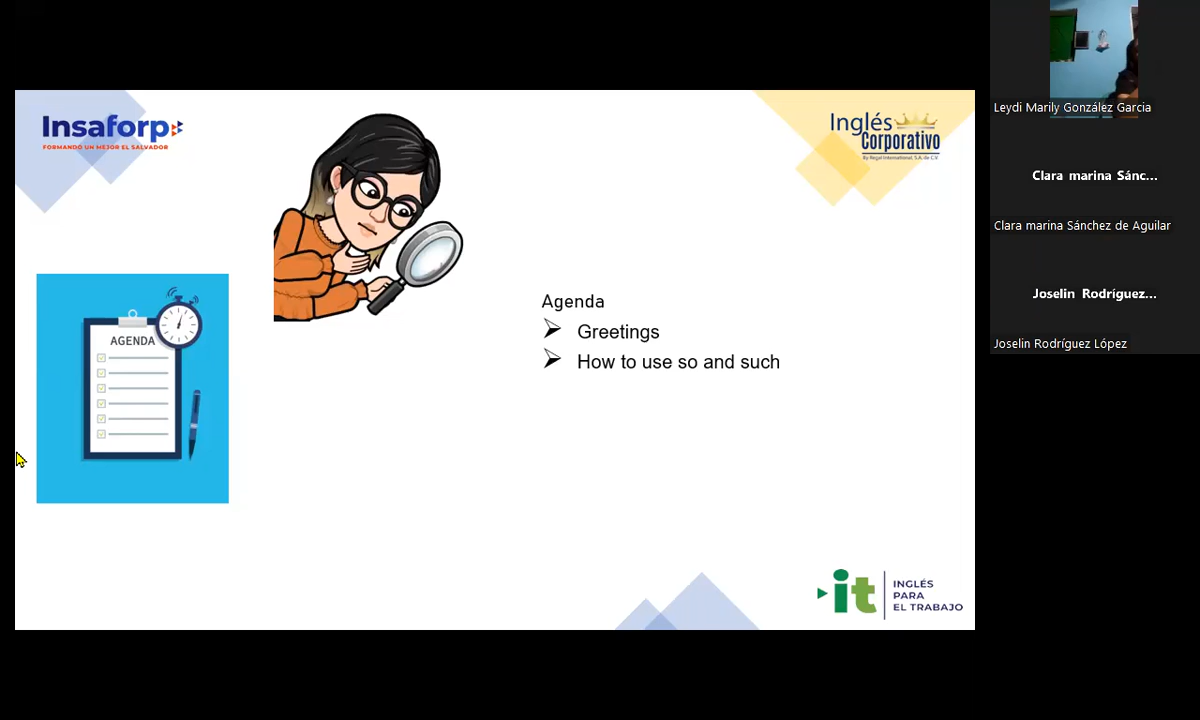 Insaforp
FORMANDO UN MEJOR EL SALVADOR
Inglés
Corporativo
By Regal International, S.A. de C.V.
AGENDA
Agenda
Greetings
How to use so and such
it
INGLÉS
PARA
EL TRABAJO
Leydi Marily González Garcia
Clara marina Sánc...
Clara marina Sánchez de Aguilar
Joselin Rodríguez...
Joselin Rodríguez López